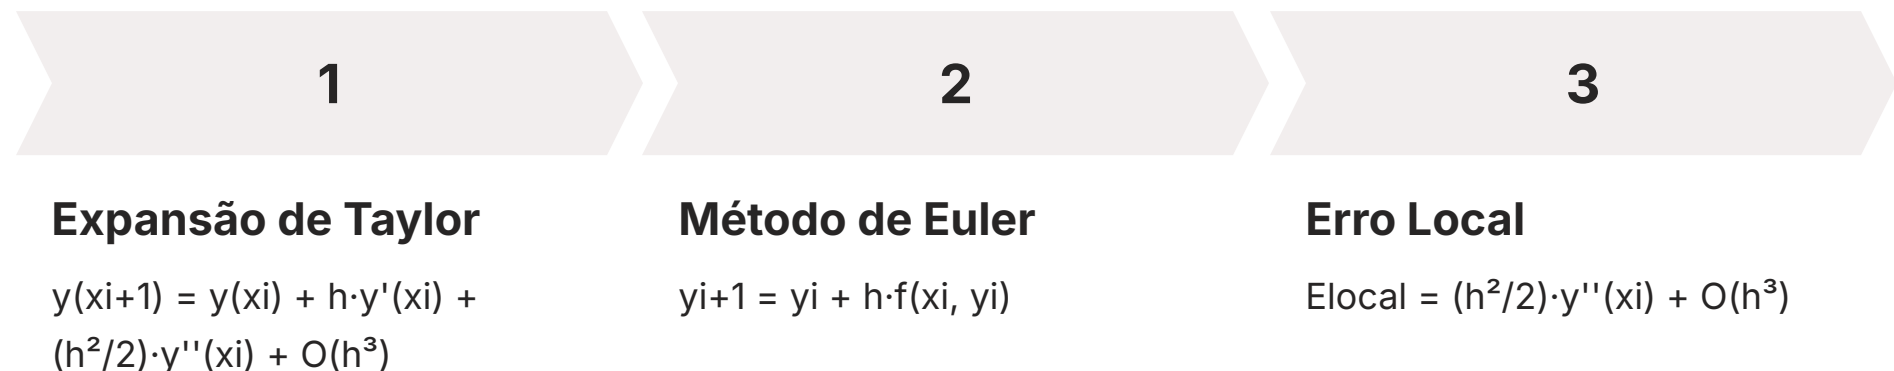 1
2
3
Expansão de Taylor
y(xi+1) = y(xi) + h·y'(xi) +
(h²/2)·y''(xi) + O(h³)
Método de Euler
yi+1 = yi + h·f(xi, yi)
Erro Local
Elocal = (h²/2)·y''(xi) + O(h³)